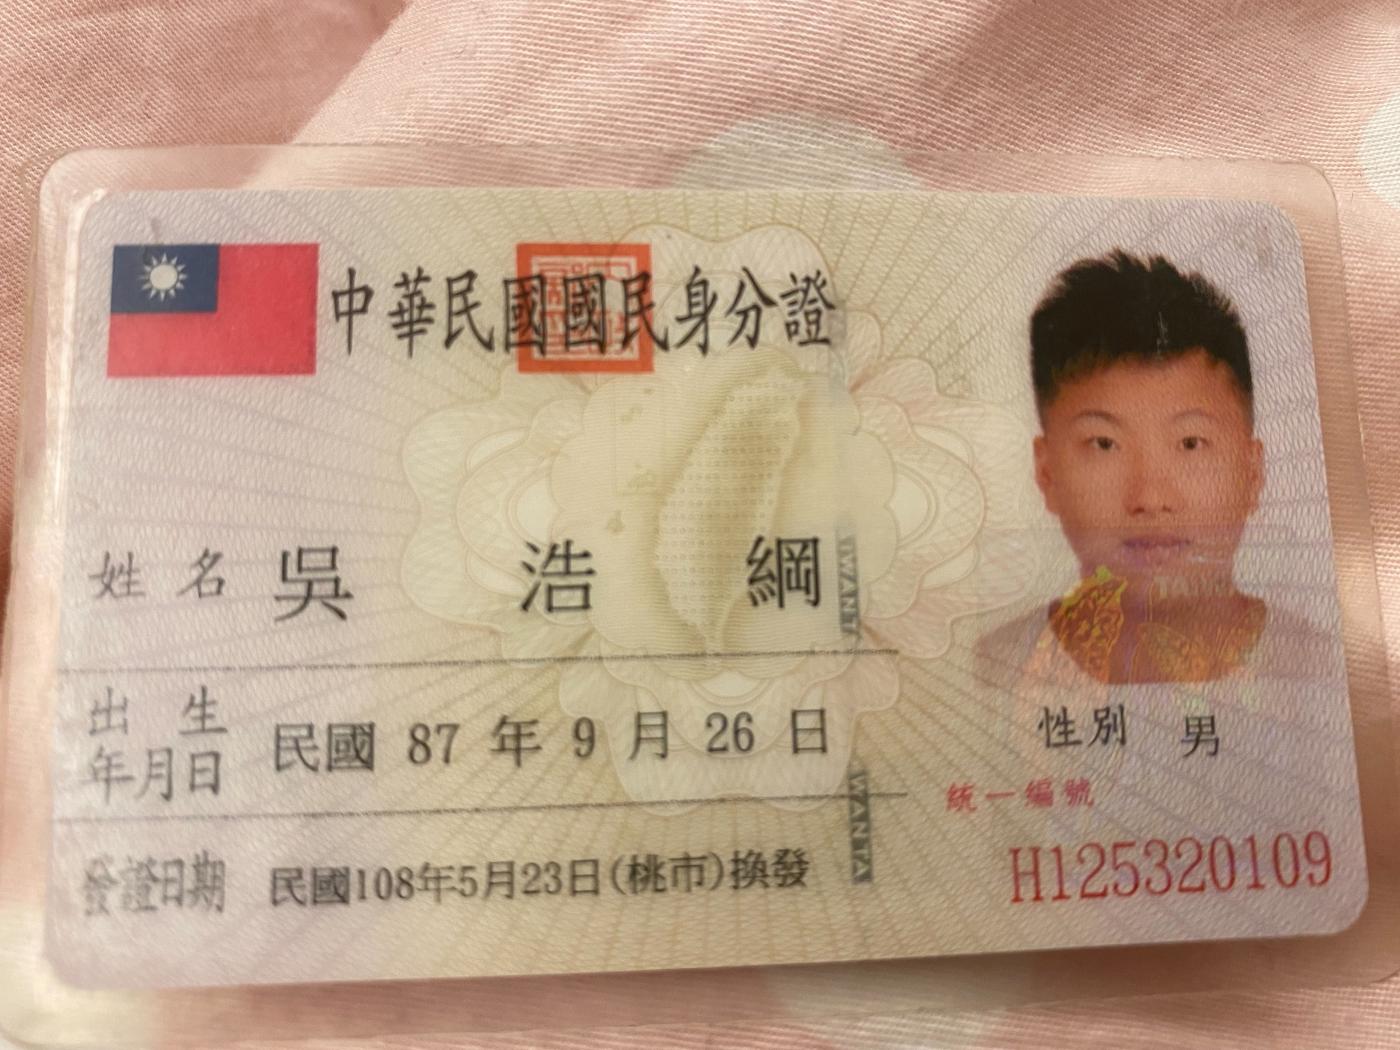 中華民國國民身分證
姓名 吳浩綱
出生年月日 民國 87 年 9 月 26 日
發證日期 民國108年5月23日(桃市)換發
性別 男
統一編號
H125320109
TAIWAN